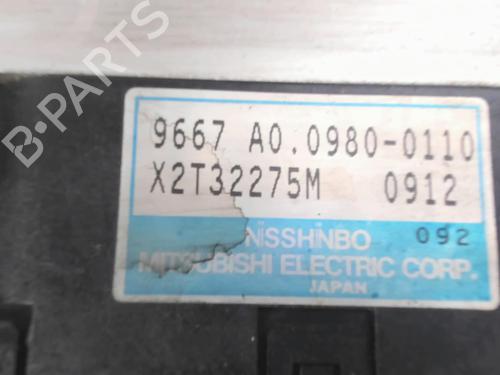 B-PARTS
9667 A0.0980-0110
X2T32275M 0912
NISSHINBO 092
MITSUBISHI ELECTRIC CORP.
JAPAN